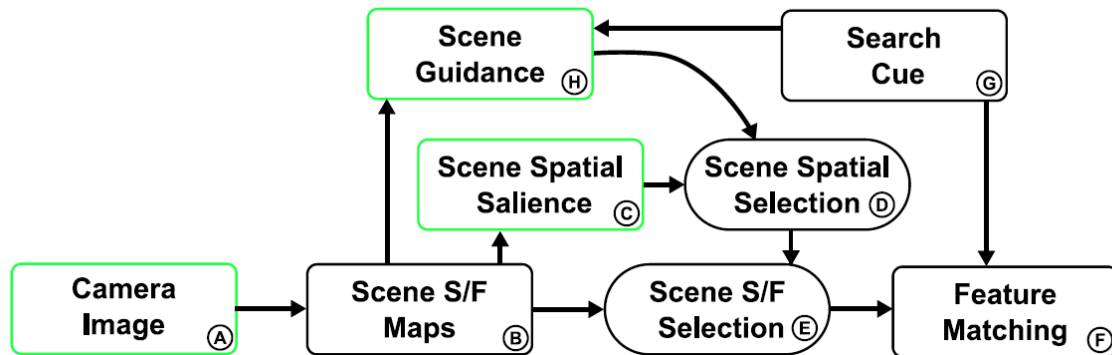 Scene
Guidance
H
Search
Cue
G
Scene Spatial
Salience
C
Scene Spatial
Selection
D
Camera
Image
A
Scene S/F
Maps
B
Scene S/F
Selection
E
Feature
Matching
F